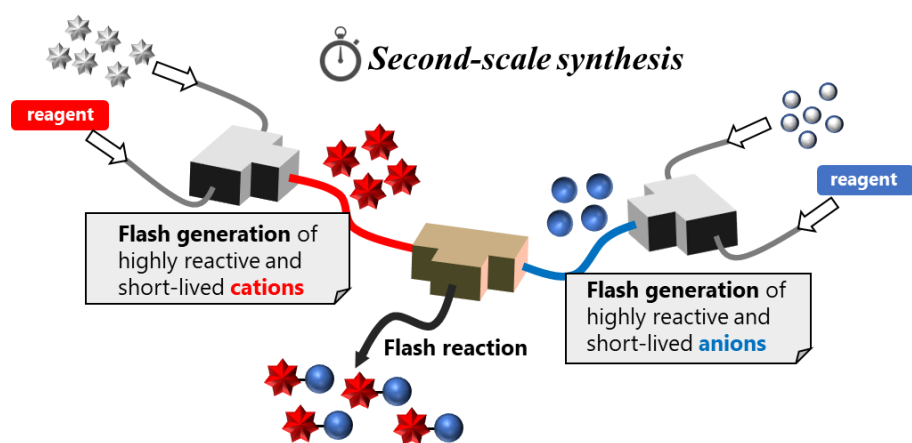 Second-scale synthesis
reagent
reagent
Flash generation of
highly reactive and
short-lived cations
Flash generation of
highly reactive and
short-lived anions
Flash reaction